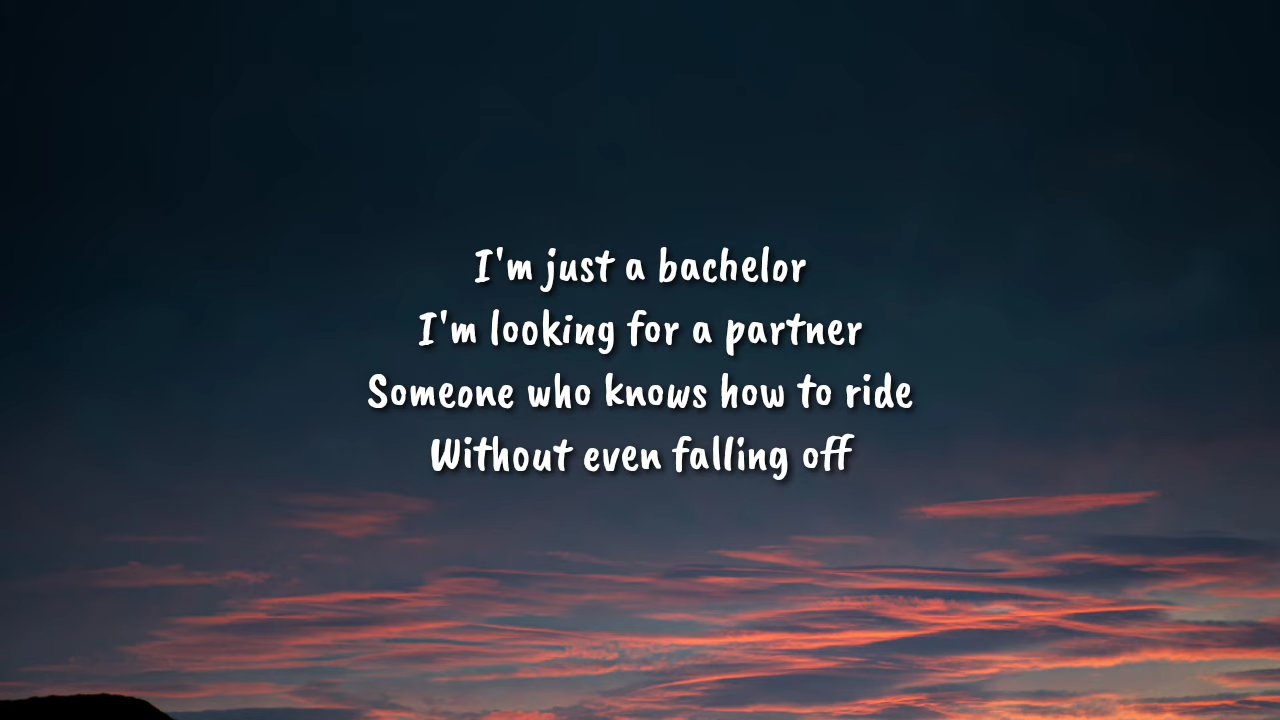 I'm just a bachelor
I'm looking for a partner
Someone who knows how to ride
Without even falling off